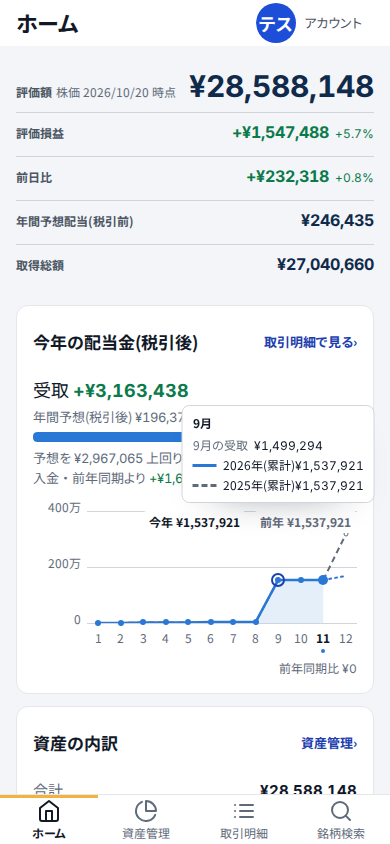 ホーム
テス アカウント
評価額 株価 2026/10/20 時点 ¥28,588,148
評価損益 +¥1,547,488 +5.7%
前日比 +¥232,318 +0.8%
年間予想配当(税引前) ¥246,435
取得総額 ¥27,040,660
今年の配当金(税引後) 取引明細で見る›
受取 +¥3,163,438
年間予想(税引後) ¥196,37
予想を ¥2,967,065 上回り
入金・前年同期より +¥1,6
9月
9月の受取 ¥1,499,294
2026年(累計)¥1,537,921
2025年(累計)¥1,537,921
400万
今年 ¥1,537,921 前年 ¥1,537,921
200万
0
1 2 3 4 5 6 7 8 9 10 11 12
前年同期比 ¥0
資産の内訳 資産管理›
合計 ¥28,588,148
ホーム 資産管理 取引明細 銘柄検索